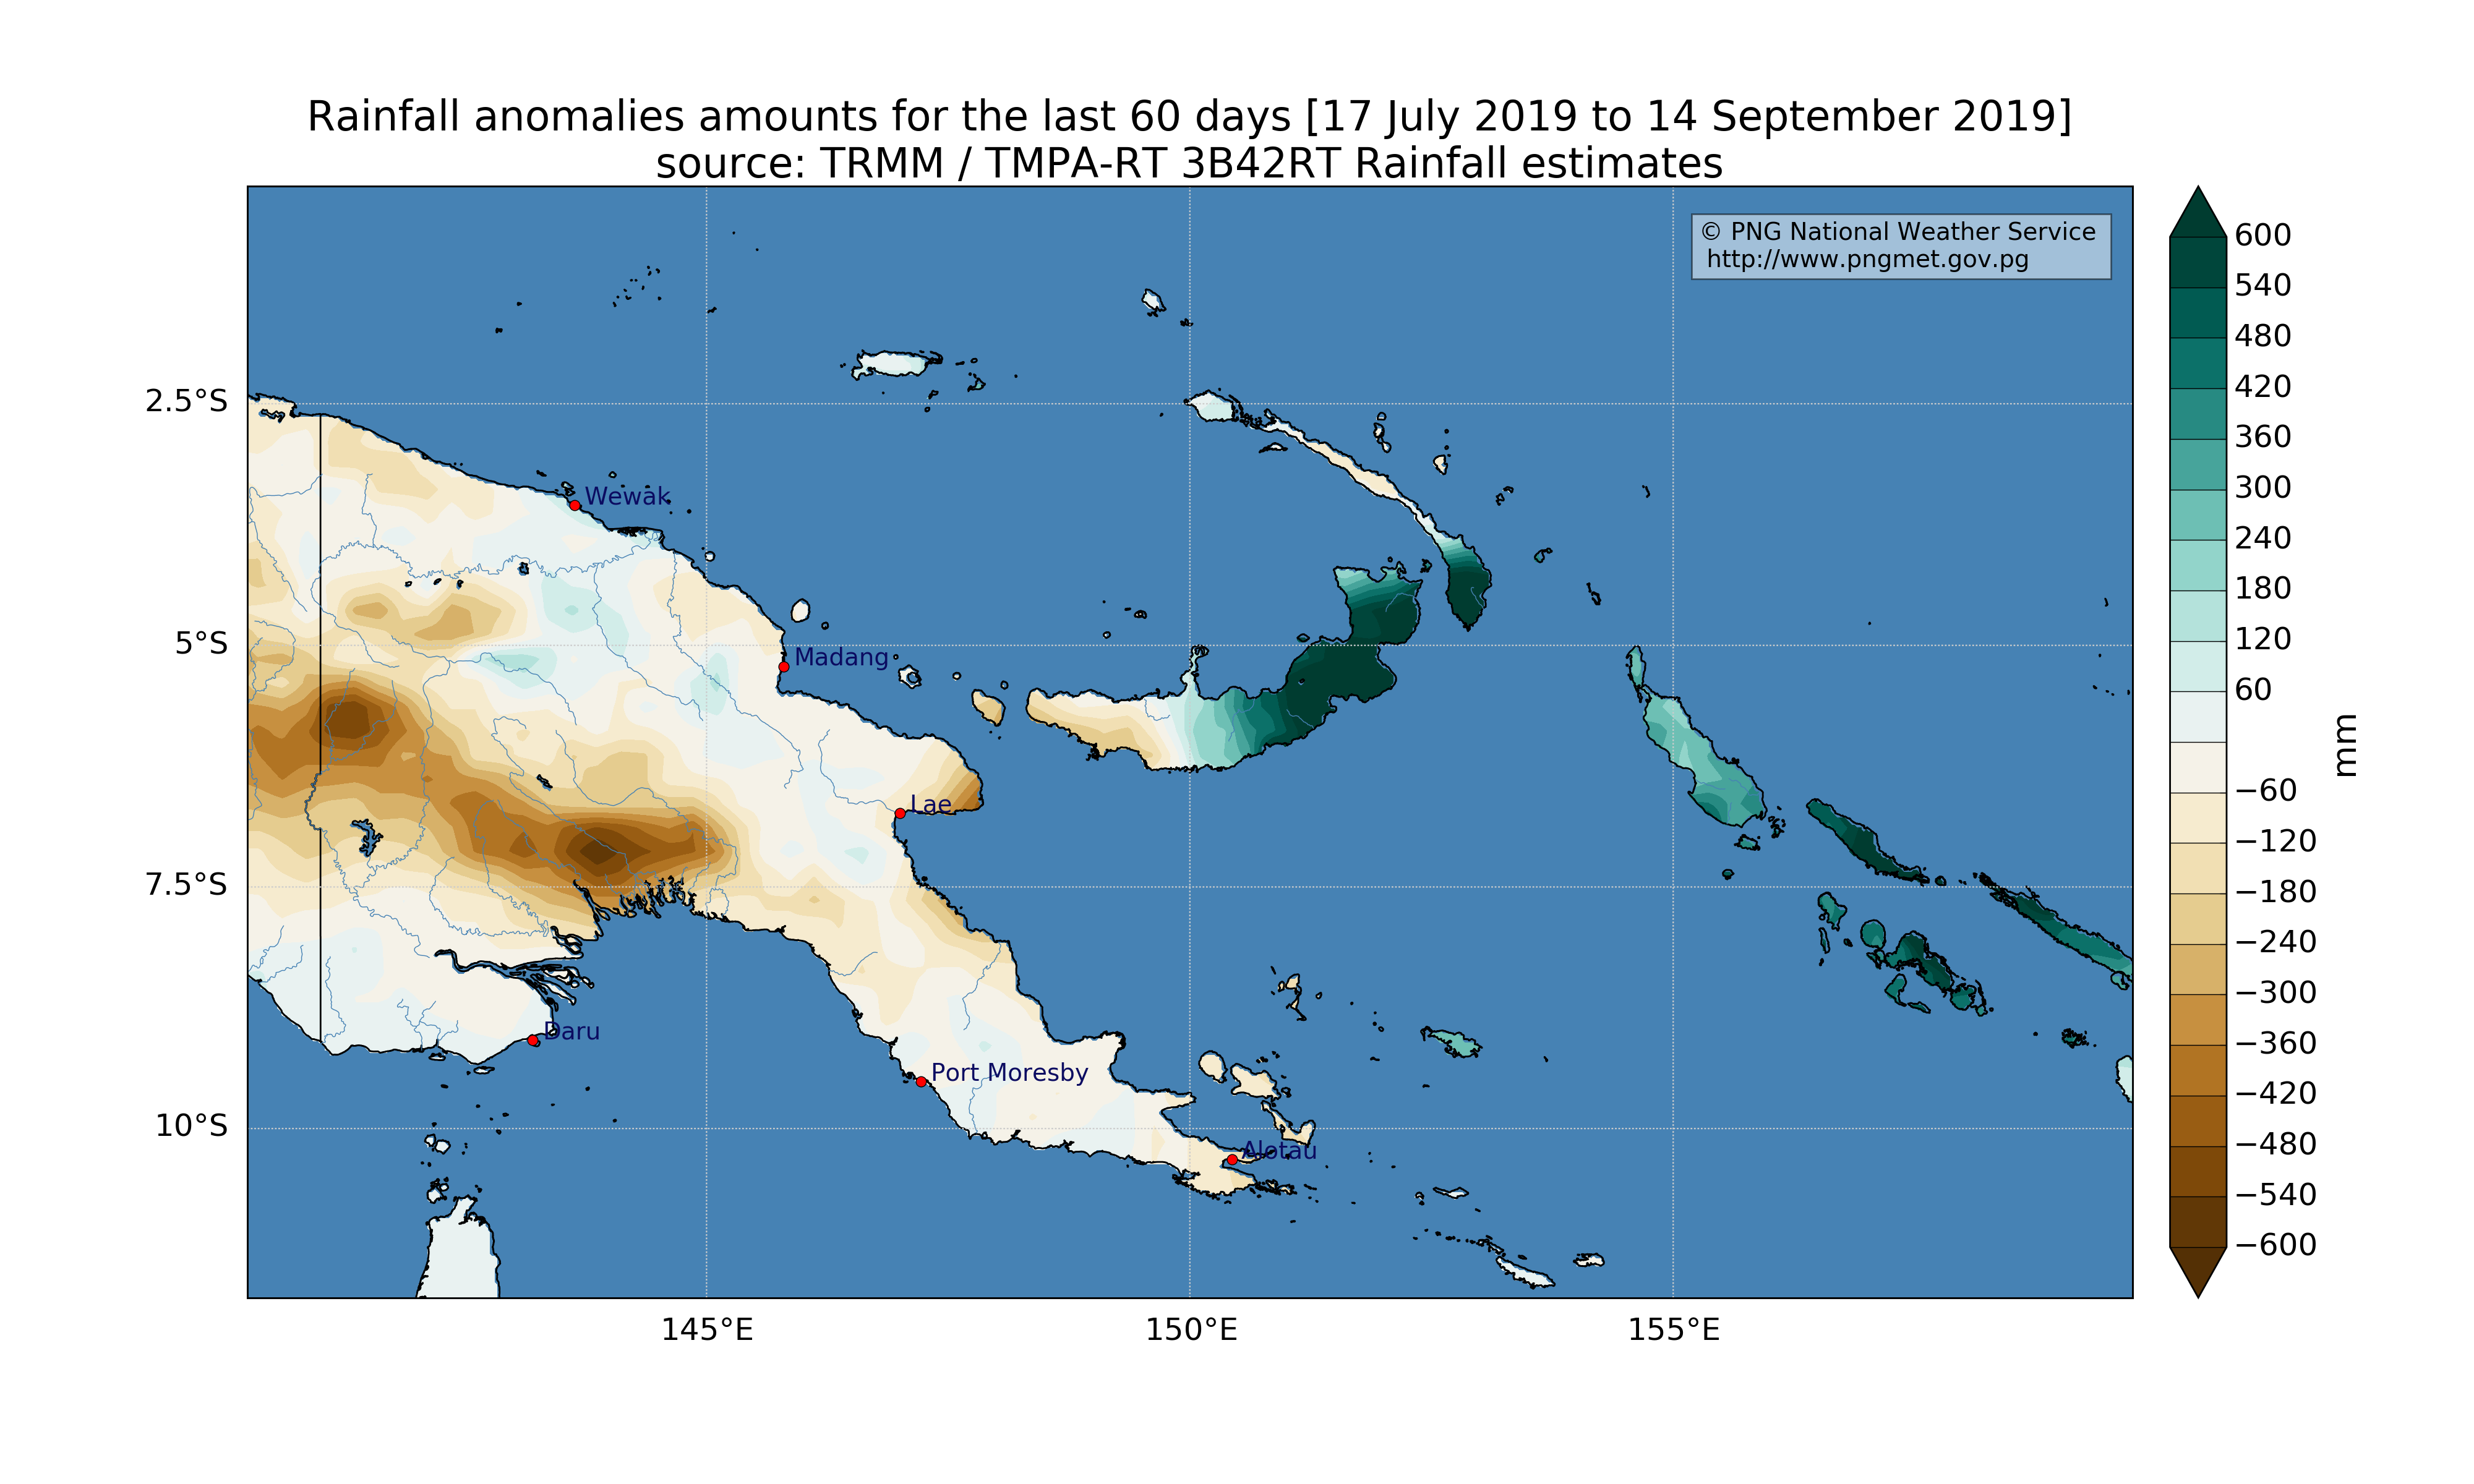 Rainfall anomalies amounts for the last 60 days [17 July 2019 to 14 September 2019]
source: TRMM / TMPA-RT 3B42RT Rainfall estimates
© PNG National Weather Service
http://www.pngmet.gov.pg
2.5°S
5°S
7.5°S
10°S
145°E
150°E
155°E
Wewak
Madang
Lae
Daru
Port Moresby
Alotau
600
540
480
420
360
300
240
180
120
60
−60
−120
−180
−240
−300
−360
−420
−480
−540
−600
mm